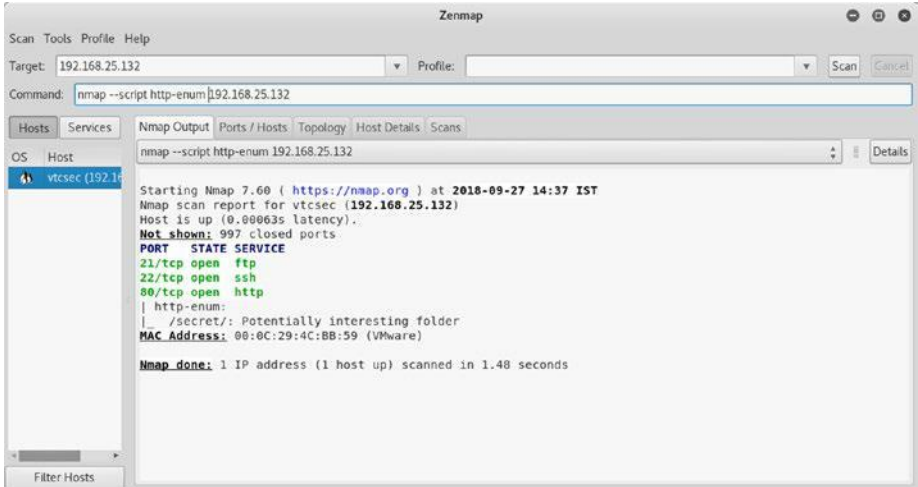 Zenmap
Scan Tools Profile Help
Target: 192.168.25.132 Profile: Scan Cancel
Command: nmap --script http-enum 192.168.25.132
Hosts Services
Nmap Output Ports / Hosts Topology Host Details Scans
OS Host
nmap --script http-enum 192.168.25.132 Details
vtcsec (192.16
Starting Nmap 7.60 ( https://nmap.org ) at 2018-09-27 14:37 IST
Nmap scan report for vtcsec (192.168.25.132)
Host is up (0.00063s latency).
Not shown: 997 closed ports
PORT STATE SERVICE
21/tcp open ftp
22/tcp open ssh
80/tcp open http
| http-enum:
|_ /secret/: Potentially interesting folder
MAC Address: 00:0C:29:4C:BB:59 (VMware)
Nmap done: 1 IP address (1 host up) scanned in 1.48 seconds
Filter Hosts